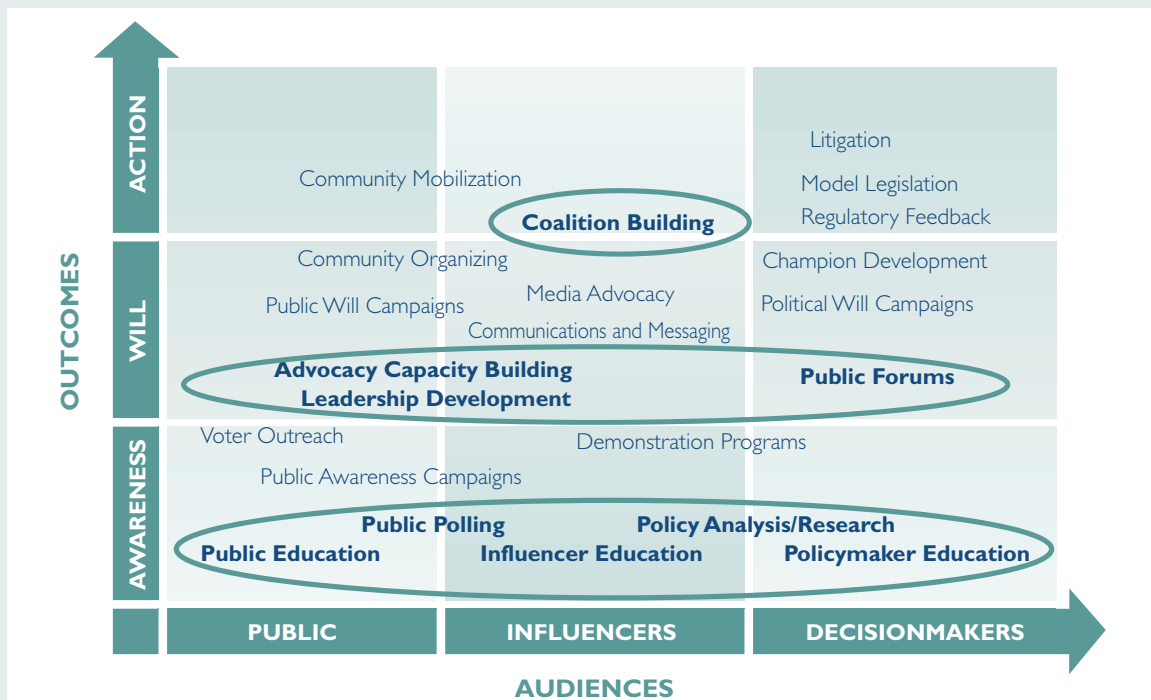 OUTCOMES
ACTION
WILL
AWARENESS
Litigation
Community Mobilization
Model Legislation
Coalition Building
Regulatory Feedback
Community Organizing
Champion Development
Media Advocacy
Public Will Campaigns
Political Will Campaigns
Communications and Messaging
Advocacy Capacity Building
Public Forums
Leadership Development
Voter Outreach
Demonstration Programs
Public Awareness Campaigns
Public Polling
Policy Analysis/Research
Public Education
Influencer Education
Policymaker Education
PUBLIC
INFLUENCERS
DECISIONMAKERS
AUDIENCES